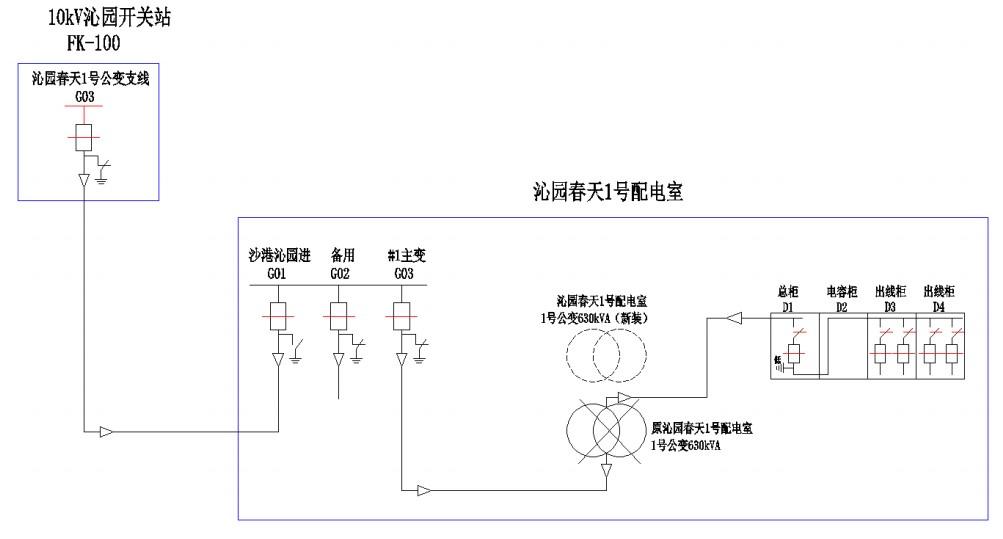 10kV沁园开关站
FK-100
沁园春天1号公变支线
G03
沁园春天1号配电室
沙港沁园进
G01
备用
G02
#1主变
G03
沁园春天1号配电室
1号公变630kVA(新装)
总柜
D1
电容柜
D2
出线柜
D3
出线柜
D4
低
原沁园春天1号配电室
1号公变630kVA